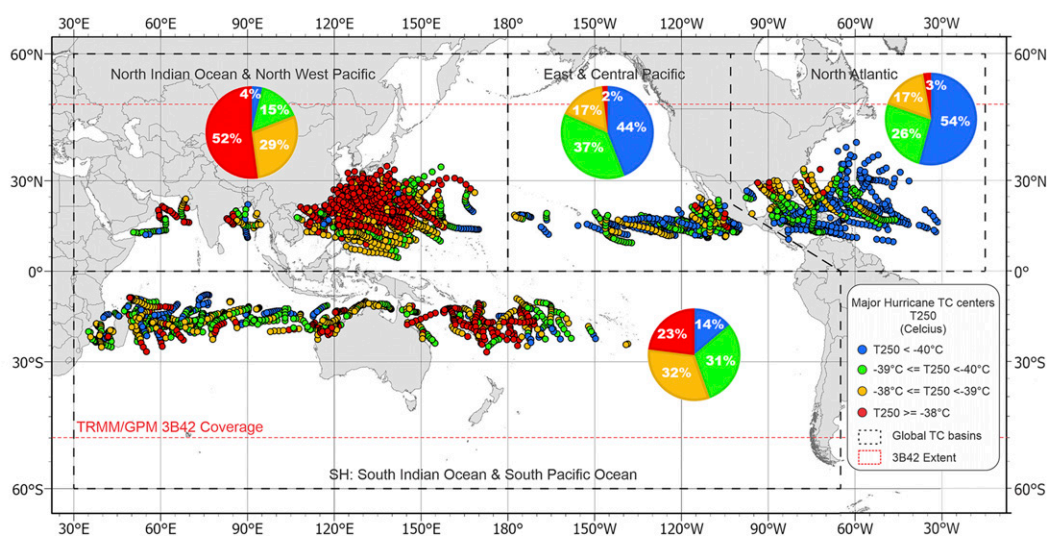 30°E 60°E 90°E 120°E 150°E 180° 150°W 120°W 90°W 60°W 30°W
60°N 60°N
North Indian Ocean & North West Pacific East & Central Pacific North Atlantic
4% 15% 29% 52%
2% 17% 44% 37%
3% 17% 54% 26%
30°N 30°N
0° 0°
Major Hurricane TC centers
T250
(Celcius)
T250 < -40°C
-39°C <= T250 <-40°C
-38°C <= T250 <-39°C
T250 >= -38°C
Global TC basins
3B42 Extent
23% 14% 31% 32%
30°S 30°S
TRMM/GPM 3B42 Coverage
SH: South Indian Ocean & South Pacific Ocean
60°S 60°S
30°E 60°E 90°E 120°E 150°E 180° 150°W 120°W 90°W 60°W 30°W